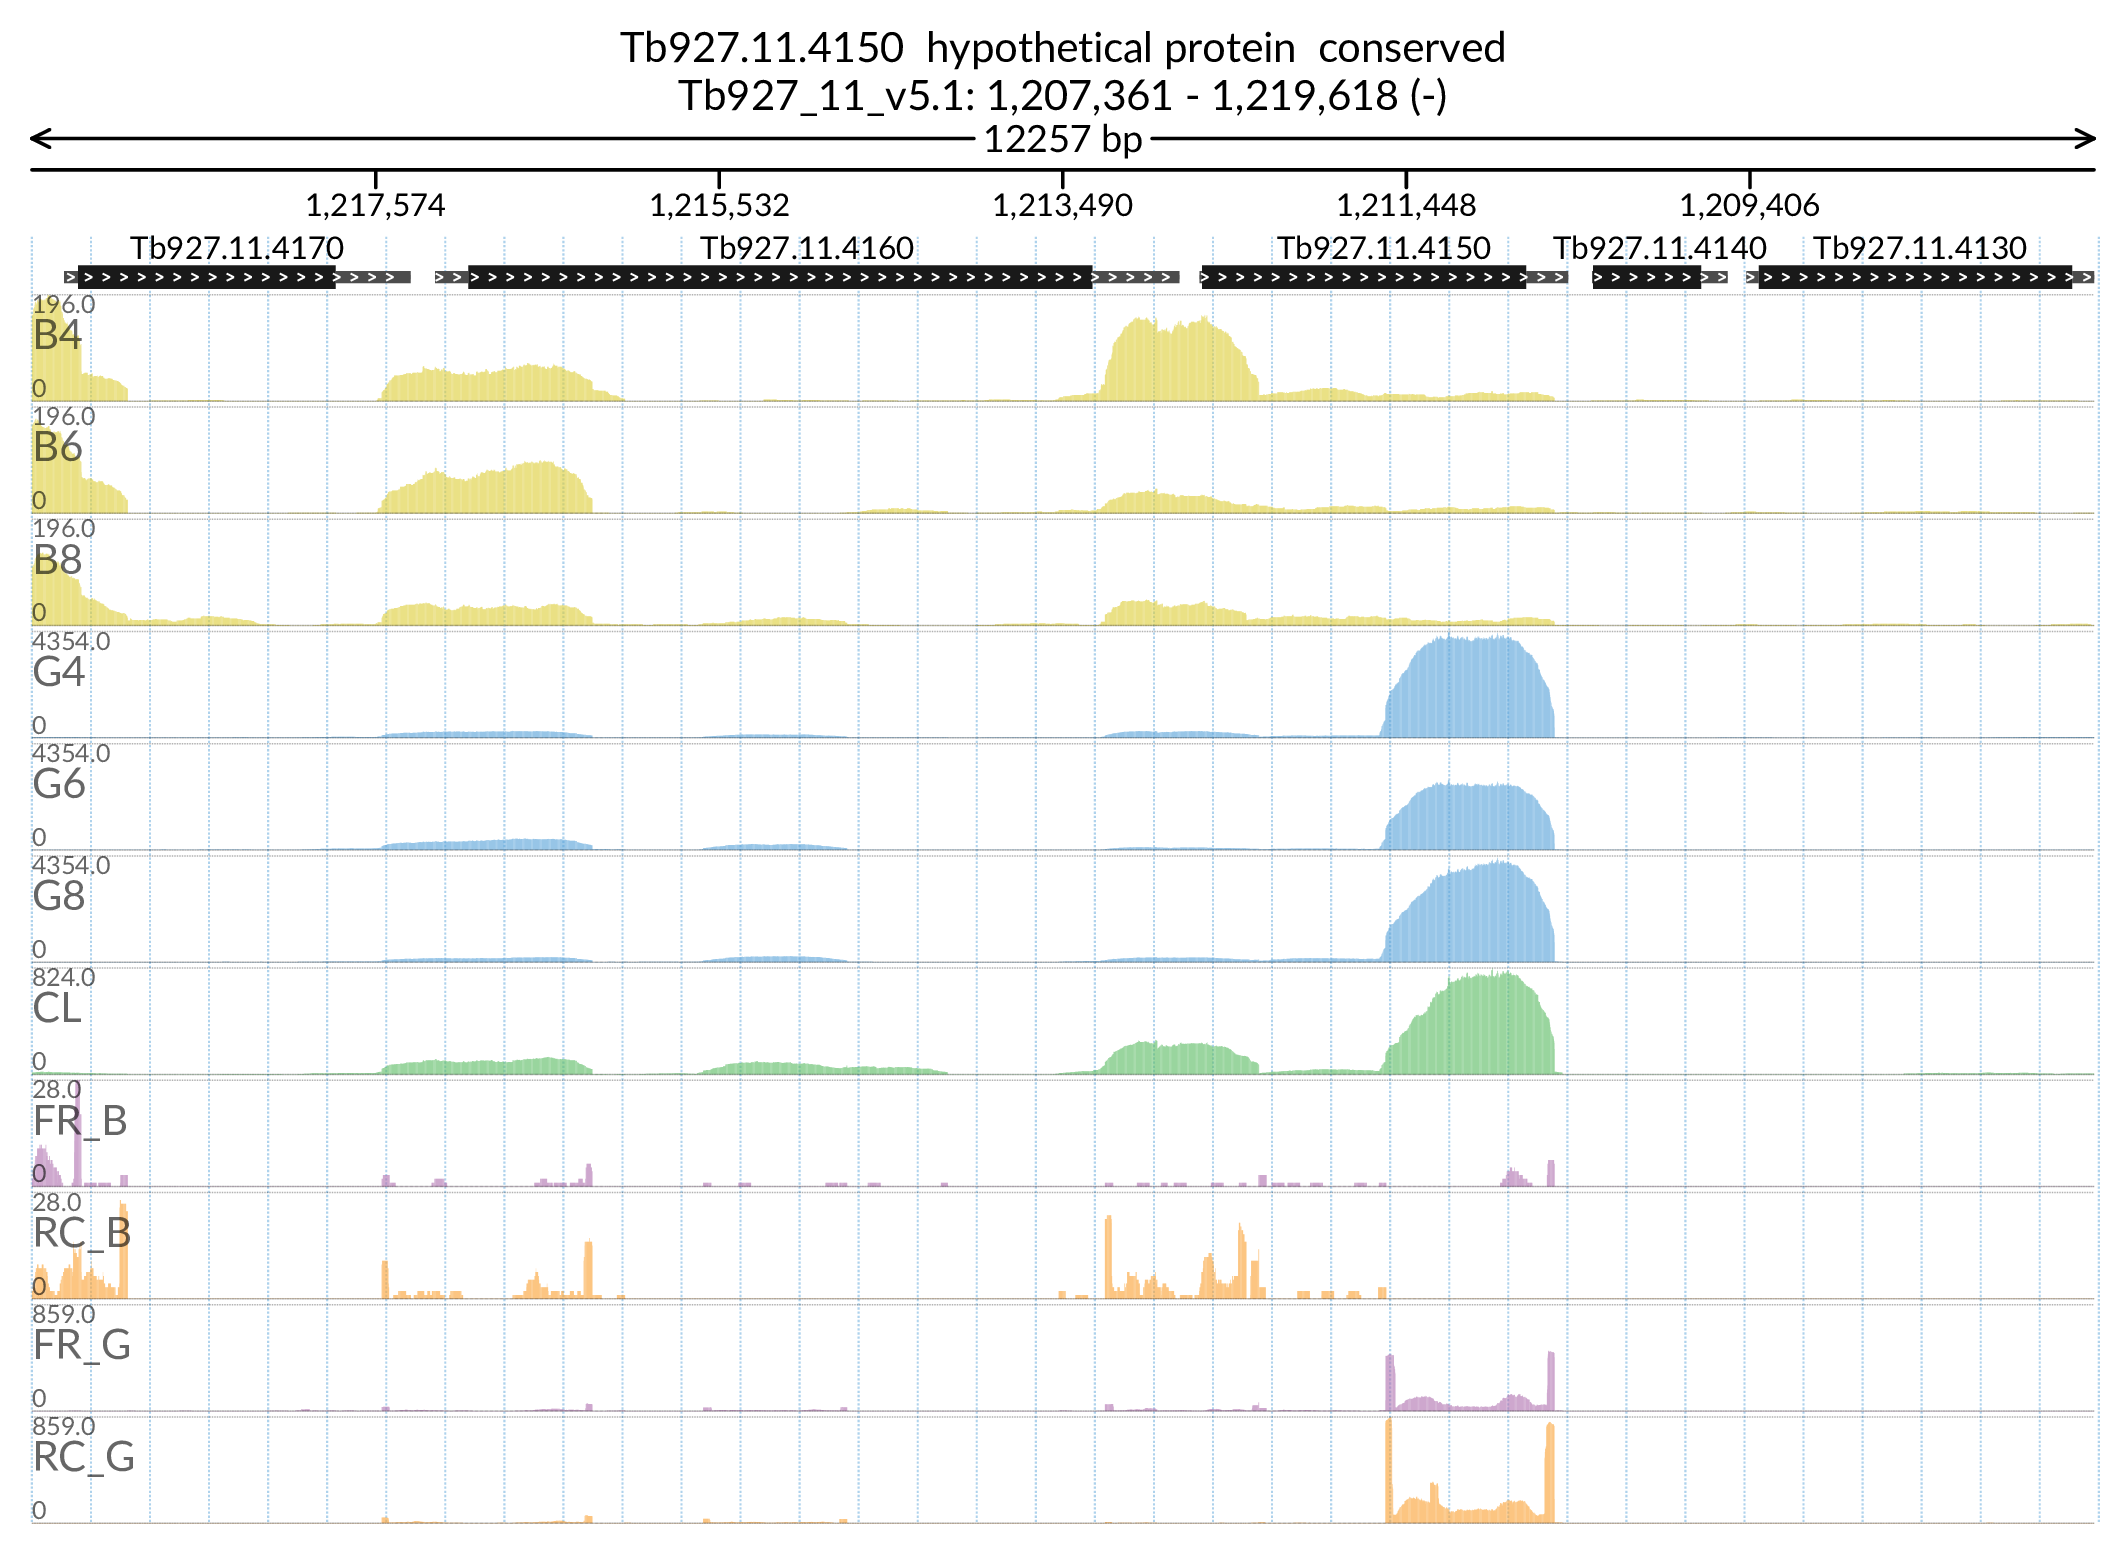 Tb927.11.4150 hypothetical protein conserved
Tb927_11_v5.1: 1,207,361 - 1,219,618 (-)
12257 bp
1,217,574 1,215,532 1,213,490 1,211,448 1,209,406
Tb927.11.4170 Tb927.11.4160 Tb927.11.4150 Tb927.11.4140 Tb927.11.4130
196.0
B4
0
196.0
B6
0
196.0
B8
0
4354.0
G4
0
4354.0
G6
0
4354.0
G8
0
824.0
CL
0
28.0
FR_B
0
28.0
RC_B
0
859.0
FR_G
0
859.0
RC_G
0